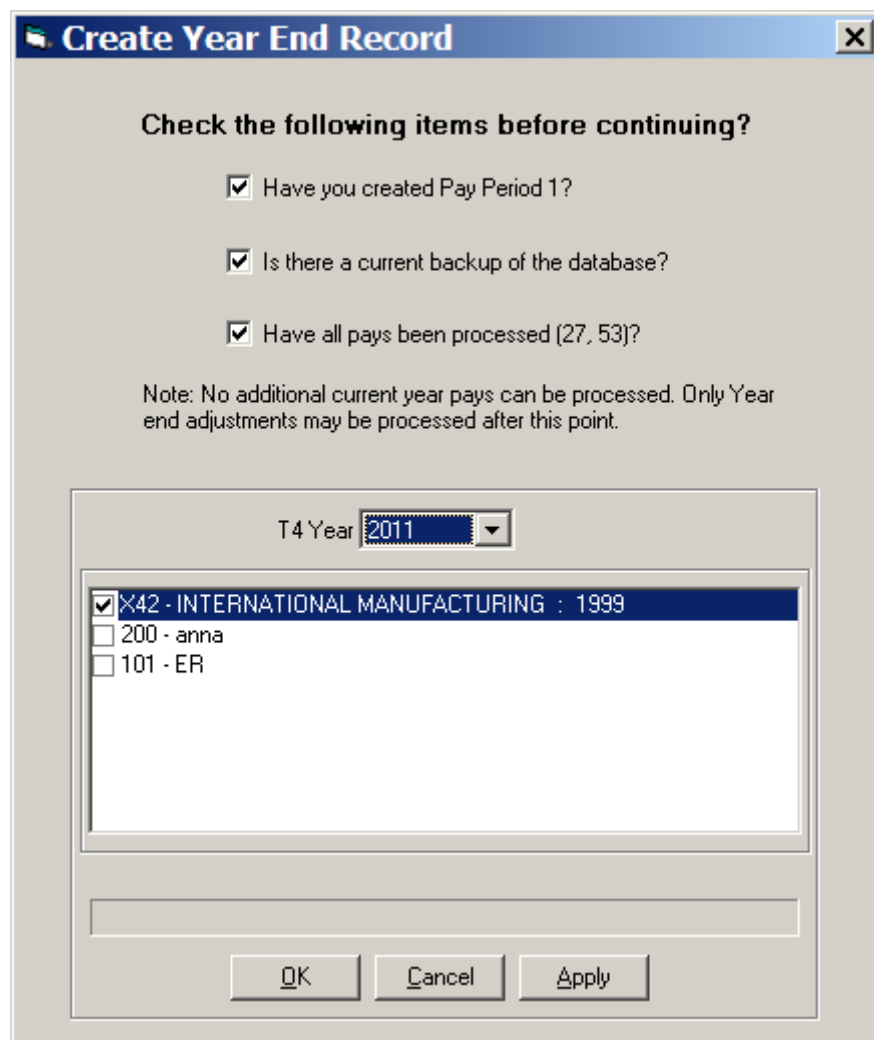 Create Year End Record
Check the following items before continuing?
Have you created Pay Period 1?
Is there a current backup of the database?
Have all pays been processed (27, 53)?
Note: No additional current year pays can be processed. Only Year
end adjustments may be processed after this point.
T4 Year 2011
X42 - INTERNATIONAL MANUFACTURING : 1999
200 - anna
101 - ER
OK Cancel Apply